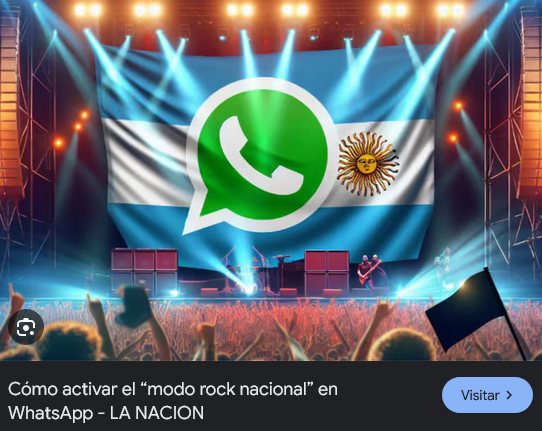 Cómo activar el “modo rock nacional” en
WhatsApp - LA NACION
Visitar